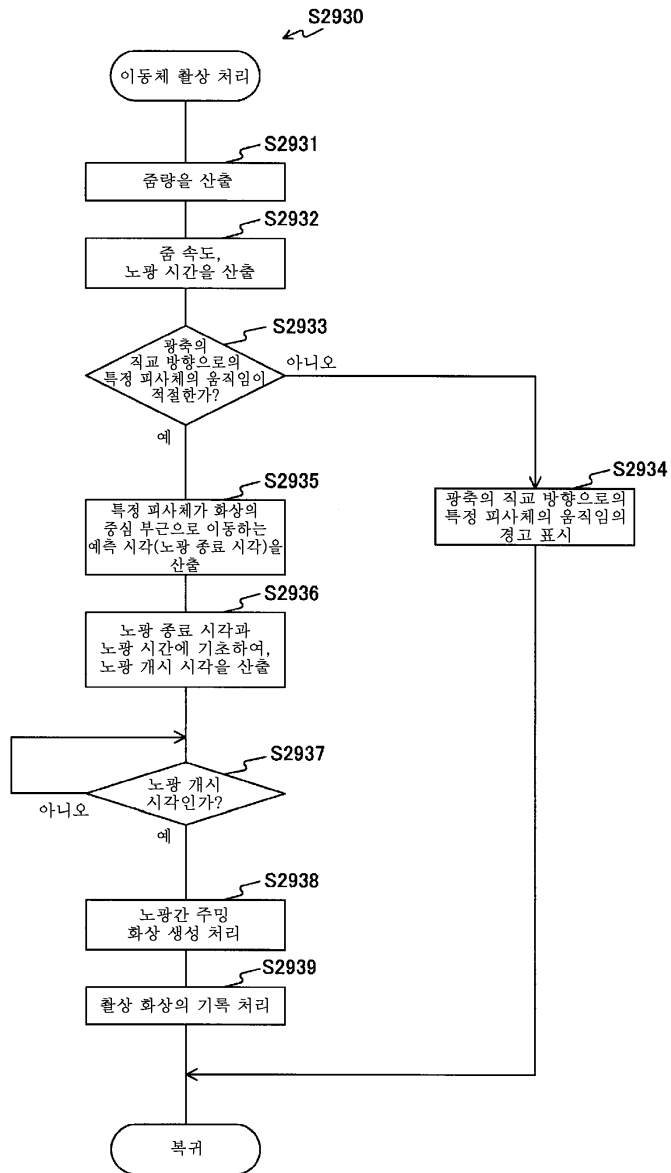 S2930
이동체 촬상 처리
S2931
줌량을 산출
S2932
줌 속도,
노광 시간을 산출
S2933
광축의
직교 방향으로의
특정 피사체의 움직임이
적절한가?
아니오
예
S2934
광축의 직교 방향으로의
특정 피사체의 움직임의
경고 표시
S2935
특정 피사체가 화상의
중심 부근으로 이동하는
예측 시각(노광 종료 시각)을
산출
S2936
노광 종료 시각과
노광 시간에 기초하여,
노광 개시 시각을 산출
S2937
노광 개시
시각인가?
아니오
예
S2938
노광간 주밍
화상 생성 처리
S2939
촬상 화상의 기록 처리
복귀